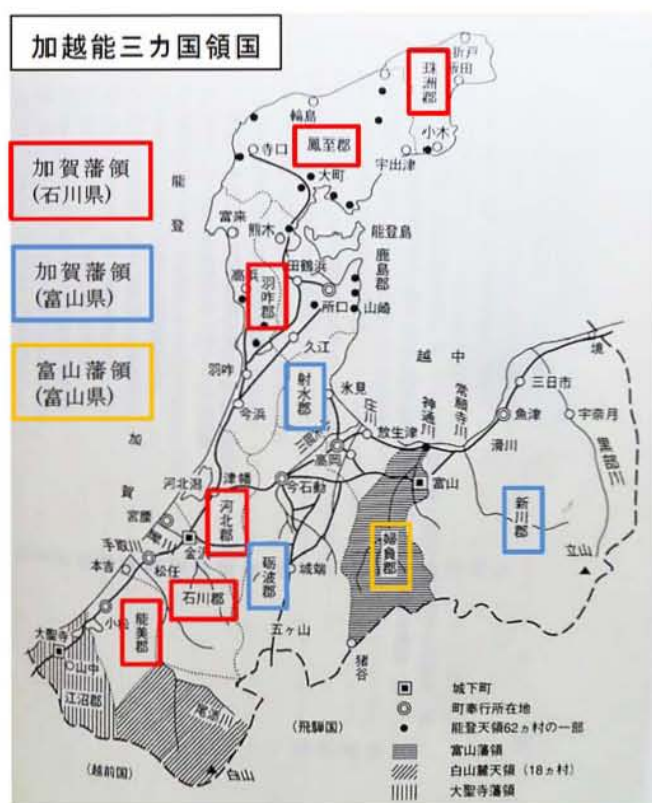 加越能三カ国領国
加賀藩領
(石川県)
加賀藩領
(富山県)
富山藩領
(富山県)
折戸
飯田
珠洲郡
輪島
鳳至郡
小木
宇出津
寺口
大町
能登
富来
熊木
能登島
鹿島郡
高浜
羽咋郡
田鶴浜
所口
山崎
久江
羽咋
射水郡
氷見
越中
境
今浜
庄川
神通川
常願寺川
三日市
放生津
魚津
宇奈月
滑川
黒部川
高岡
加賀
河北潟
津幡
今石動
富山
宮腰
河北郡
犀川
新川郡
手取川
金沢
婦負郡
立山
本吉
松任
砺波郡
城端
石川郡
小松
能美郡
五ヶ山
大聖寺
山中
猪谷
江沼郡
尾添川
(飛騨国)
(越前国)
白山
城下町
町奉行所在地
能登天領62ヵ村の一部
富山藩領
白山麓天領(18ヵ村)
大聖寺藩領